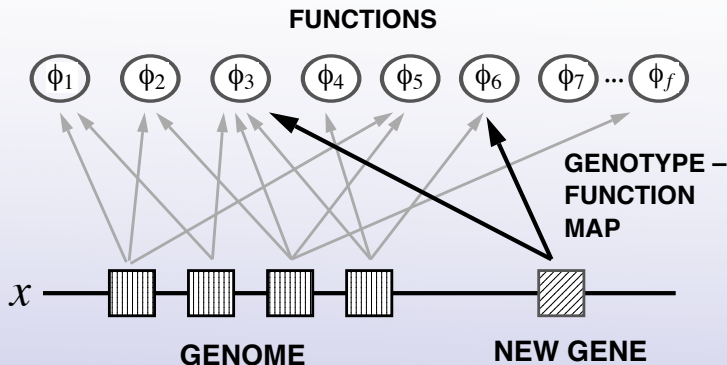 FUNCTIONS
ϕ1 ϕ2 ϕ3 ϕ4 ϕ5 ϕ6 ϕ7 ... ϕf
GENOTYPE –
FUNCTION
MAP
x
GENOME
NEW GENE